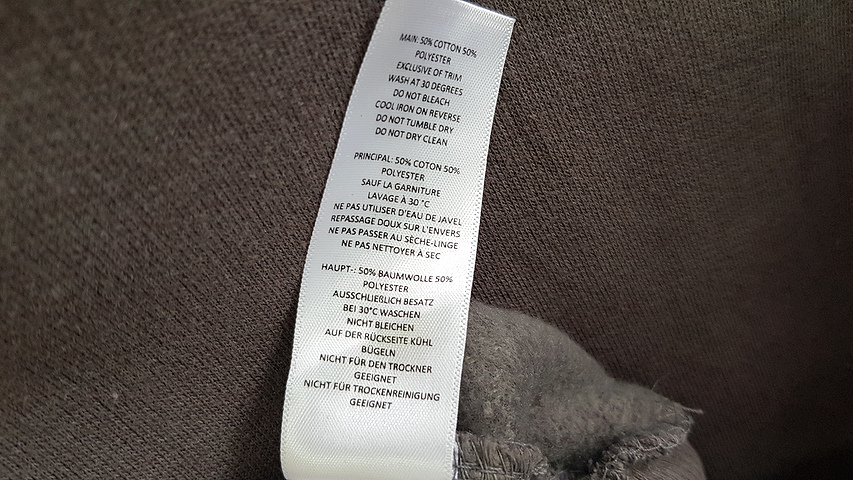 MAIN: 50% COTTON 50%
POLYESTER
EXCLUSIVE OF TRIM
WASH AT 30 DEGREES
DO NOT BLEACH
COOL IRON ON REVERSE
DO NOT TUMBLE DRY
DO NOT DRY CLEAN
PRINCIPAL: 50% COTON 50%
POLYESTER
SAUF LA GARNITURE
LAVAGE À 30 °C
NE PAS UTILISER D'EAU DE JAVEL
REPASSAGE DOUX SUR L'ENVERS
NE PAS PASSER AU SÈCHE-LINGE
NE PAS NETTOYER À SEC
HAUPT-: 50% BAUMWOLLE 50%
POLYESTER
AUSSCHLIEßLICH BESATZ
BEI 30°C WASCHEN
NICHT BLEICHEN
AUF DER RÜCKSEITE KÜHL
BÜGELN
NICHT FÜR DEN TROCKNER
GEEIGNET
NICHT FÜR TROCKENREINIGUNG
GEEIGNET